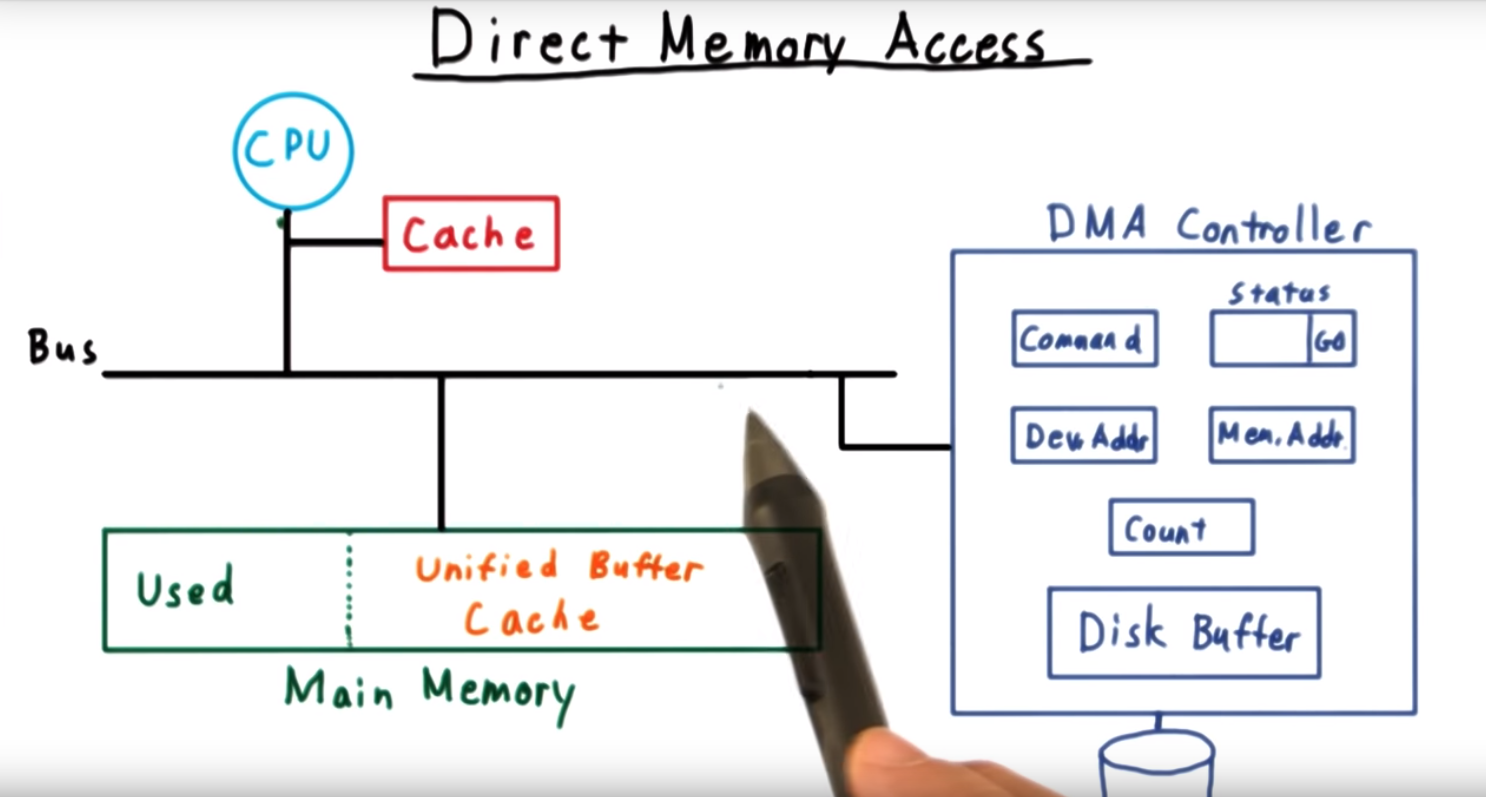 Direct Memory Access
CPU
Cache
Bus
Used
Unified Buffer
Cache
Main Memory
DMA Controller
Status
Command
GO
Dev. Addr
Mem. Addr.
Count
Disk Buffer